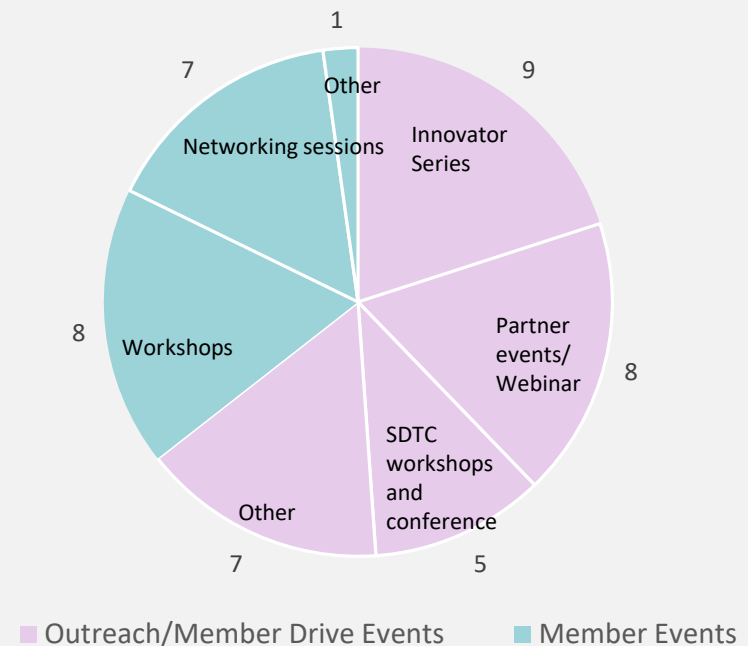 1
7
9
Other
Innovator
Series
Networking sessions
Partner
events/
Webinar
8
Workshops
8
SDTC
workshops
and
conference
Other
7
5
Outreach/Member Drive Events
Member Events